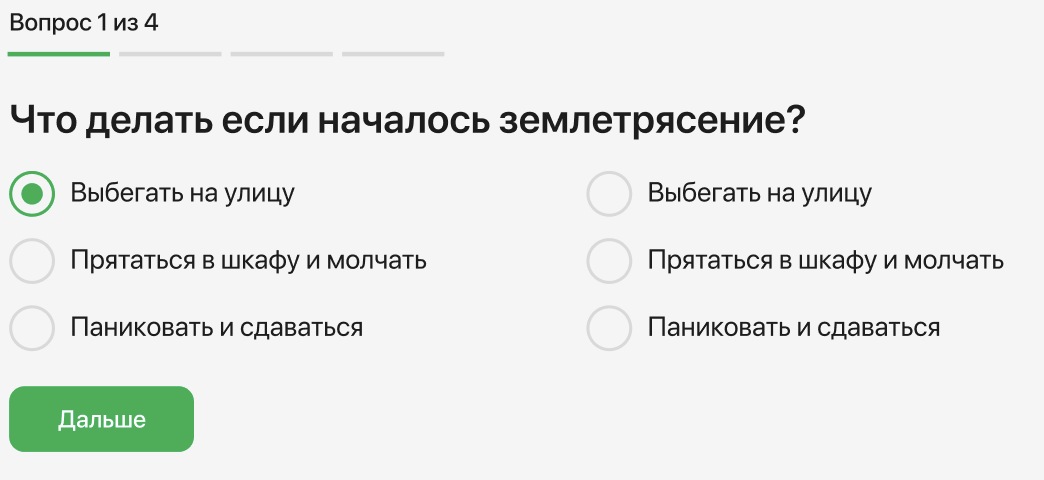 Вопрос 1 из 4
Что делать если началось землетрясение?
Выбегать на улицу
Прятаться в шкафу и молчать
Паниковать и сдаваться
Выбегать на улицу
Прятаться в шкафу и молчать
Паниковать и сдаваться
Дальше